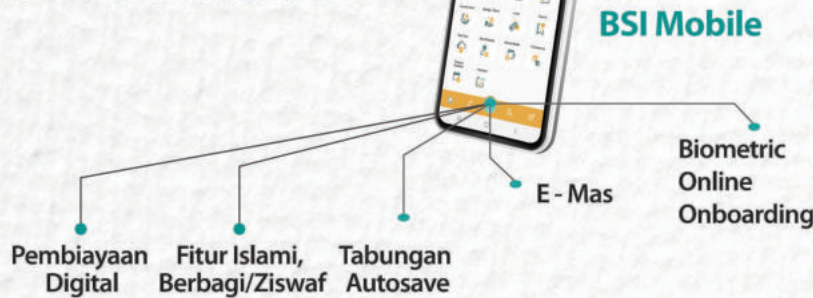 BSI Mobile
Biometric
Online
Onboarding
E - Mas
Pembiayaan
Digital
Fitur Islami,
Berbagi/Ziswaf
Tabungan
Autosave